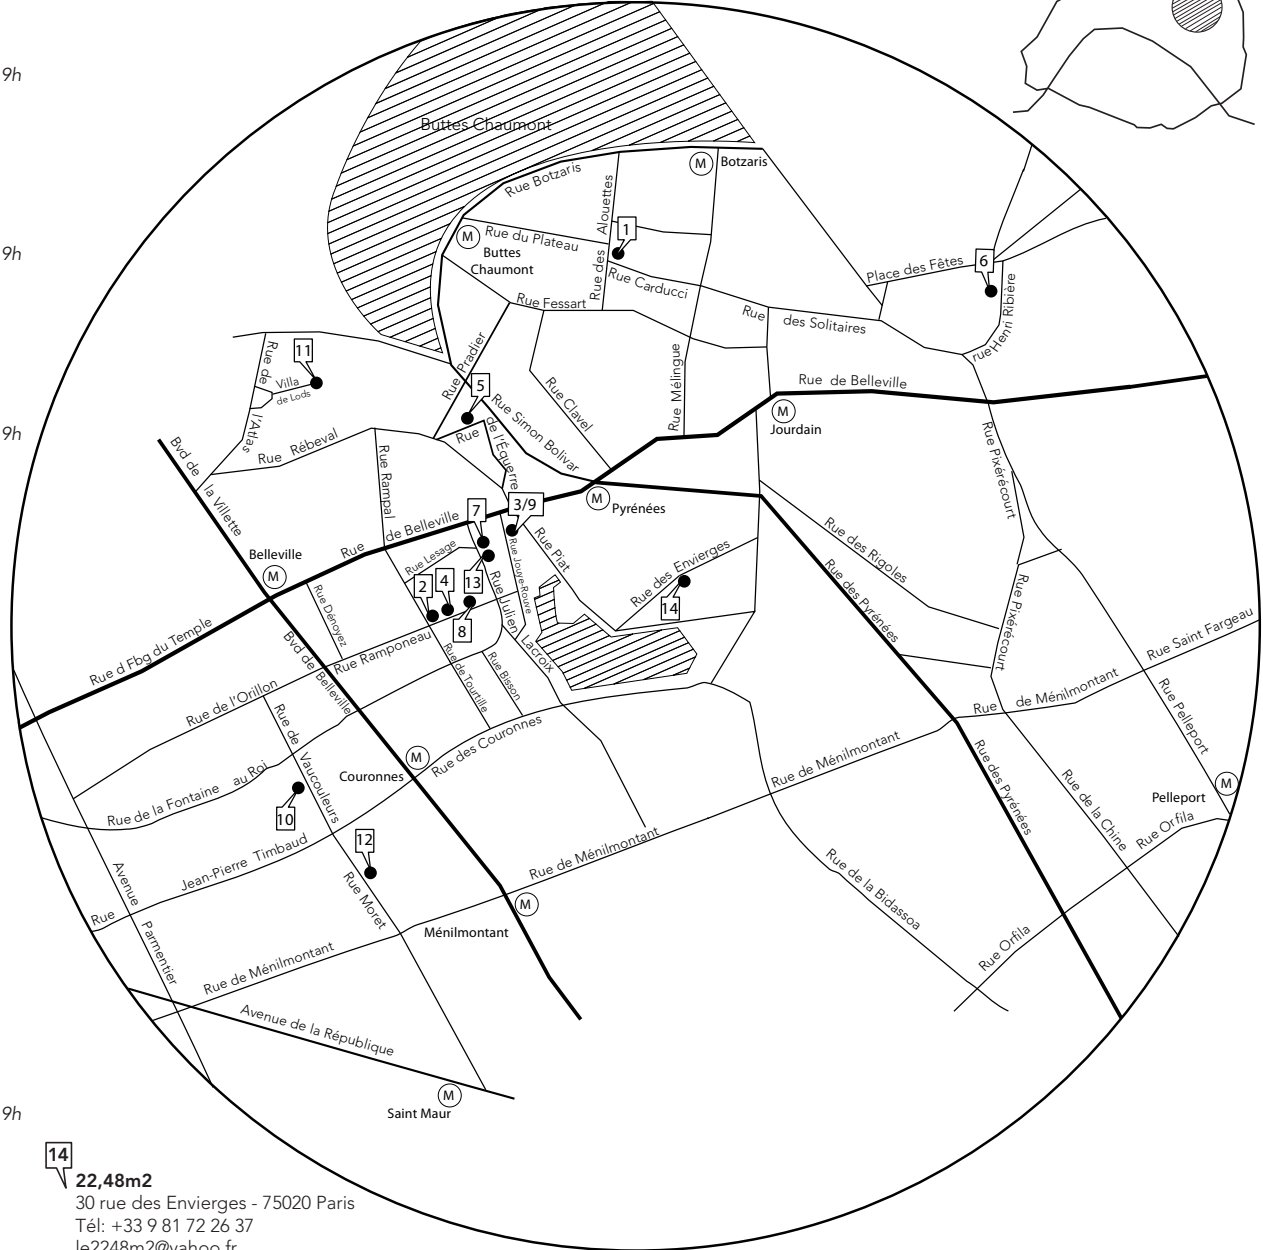 9h
Buttes Chaumont
M
Botzaris
Rue Botzaris
Alouettes
Rue des
1
M
Buttes
Chaumont
Rue du Plateau
9h
Rue Carducci
Place des Fêtes
6
Rue Fessart
Rue
des Solitaires
rue Henri Ribière
Rue de
l'Atlas
11
Villa
de Lods
Rue Pradier
5
Rue Clavel
Rue Mélingue
Rue de Belleville
M
Jourdain
9h
Bvd de
la Villette
Rue Rébeval
Rue Rampal
Rue
de l'Équerre
Rue Simon Bolivar
Rue Pixérécourt
M
Pyrénées
3/9
7
Rue
de Belleville
Belleville
M
Rue Lesage
13
Rue Jouye-Rouve
Rue Piat
Rue des Envierges
14
Rue des Rigoles
Rue des Pyrénées
Rue Pixérécourt
2
4
8
Rue Dénoyez
Rue Julien
Lacroix
Rue d Fbg du Temple
Bvd de Belleville
Rue Ramponeau
Rue de Tourtille
Rue Bisson
Rue Saint Fargeau
Rue de l'Orillon
Rue
de Ménilmontant
Rue Pelleport
Rue de
Vaucouleurs
Rue des Couronnes
M
Couronnes
Rue de Ménilmontant
Rue des Pyrénées
Rue de la Fontaine
au Roi
10
M
Pelleport
Rue de la Chine
Rue Orfila
12
Rue
Jean-Pierre Timbaud
Rue de Ménilmontant
Avenue
Parmentier
Rue Moret
M
Ménilmontant
Rue de la Bidassoa
Rue Orfila
Rue de Ménilmontant
Avenue de la République
M
Saint Maur
9h
14
22,48m2
30 rue des Envierges - 75020 Paris
Tél: +33 9 81 72 26 37
le2248m2@yahoo.fr